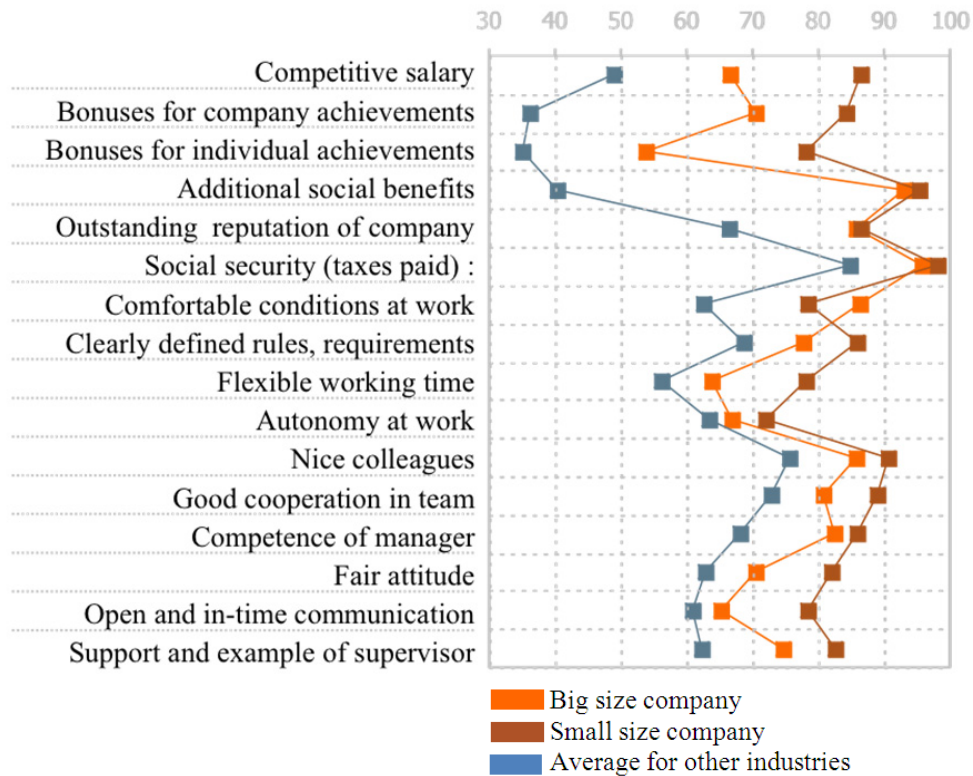 30 40 50 60 70 80 90 100
Competitive salary
Bonuses for company achievements
Bonuses for individual achievements
Additional social benefits
Outstanding  reputation of company
Social security (taxes paid) :
Comfortable conditions at work
Clearly defined rules, requirements
Flexible working time
Autonomy at work
Nice colleagues
Good cooperation in team
Competence of manager
Fair attitude
Open and in-time communication
Support and example of supervisor
Big size company
Small size company
Average for other industries